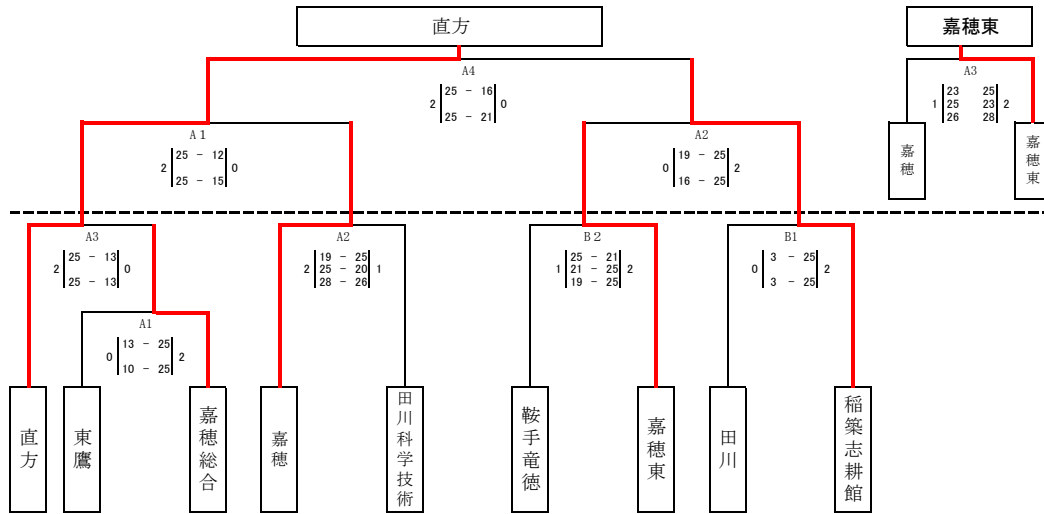 直方
嘉穂東
A4
25 - 16
2 0
25 - 21
A3
23 25
1 25 23 2
26 28
嘉穂
嘉穂東
A1
25 - 12
2 0
25 - 15
A2
19 - 25
0 2
16 - 25
A3
25 - 13
2 0
25 - 13
A2
19 - 25
2 25 - 20 1
28 - 26
B2
25 - 21
1 21 - 25 2
19 - 25
B1
3 - 25
0 2
3 - 25
A1
13 - 25
0 2
10 - 25
直方
東鷹
嘉穂総合
嘉穂
田川科学技術
鞍手竜徳
嘉穂東
田川
稲築志耕館